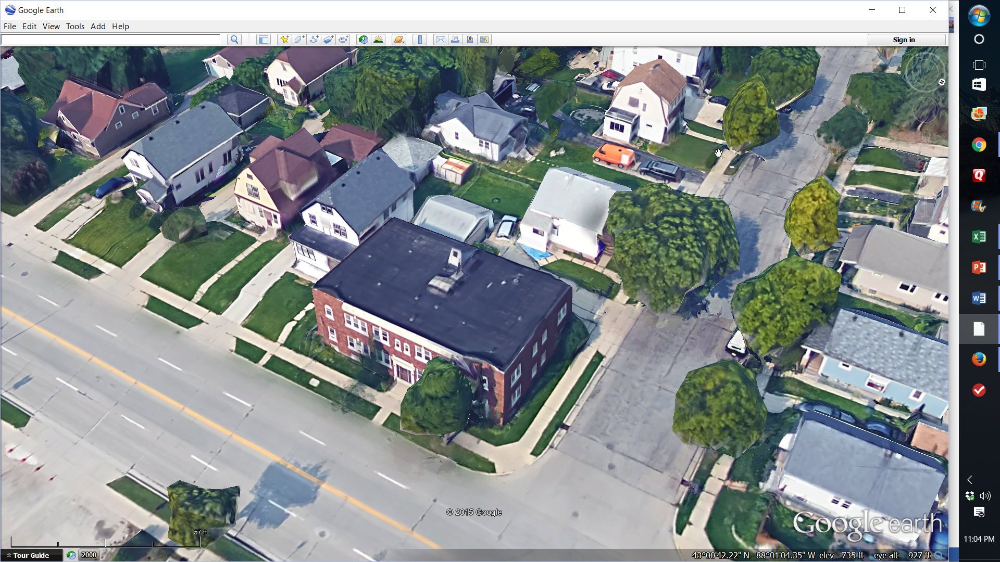 Google Earth
File Edit View Tools Add Help
Sign in
N
© 2015 Google
Google earth
57 ft
Tour Guide
2000
43°00'42.22" N 88°01'04.35" W elev 735 ft eye alt 927 ft
11:04 PM